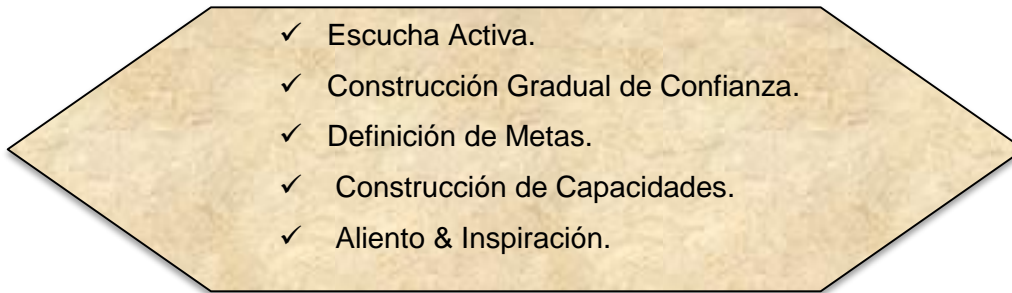 ✓ Escucha Activa.
✓ Construcción Gradual de Confianza.
✓ Definición de Metas.
✓ Construcción de Capacidades.
✓ Aliento & Inspiración.